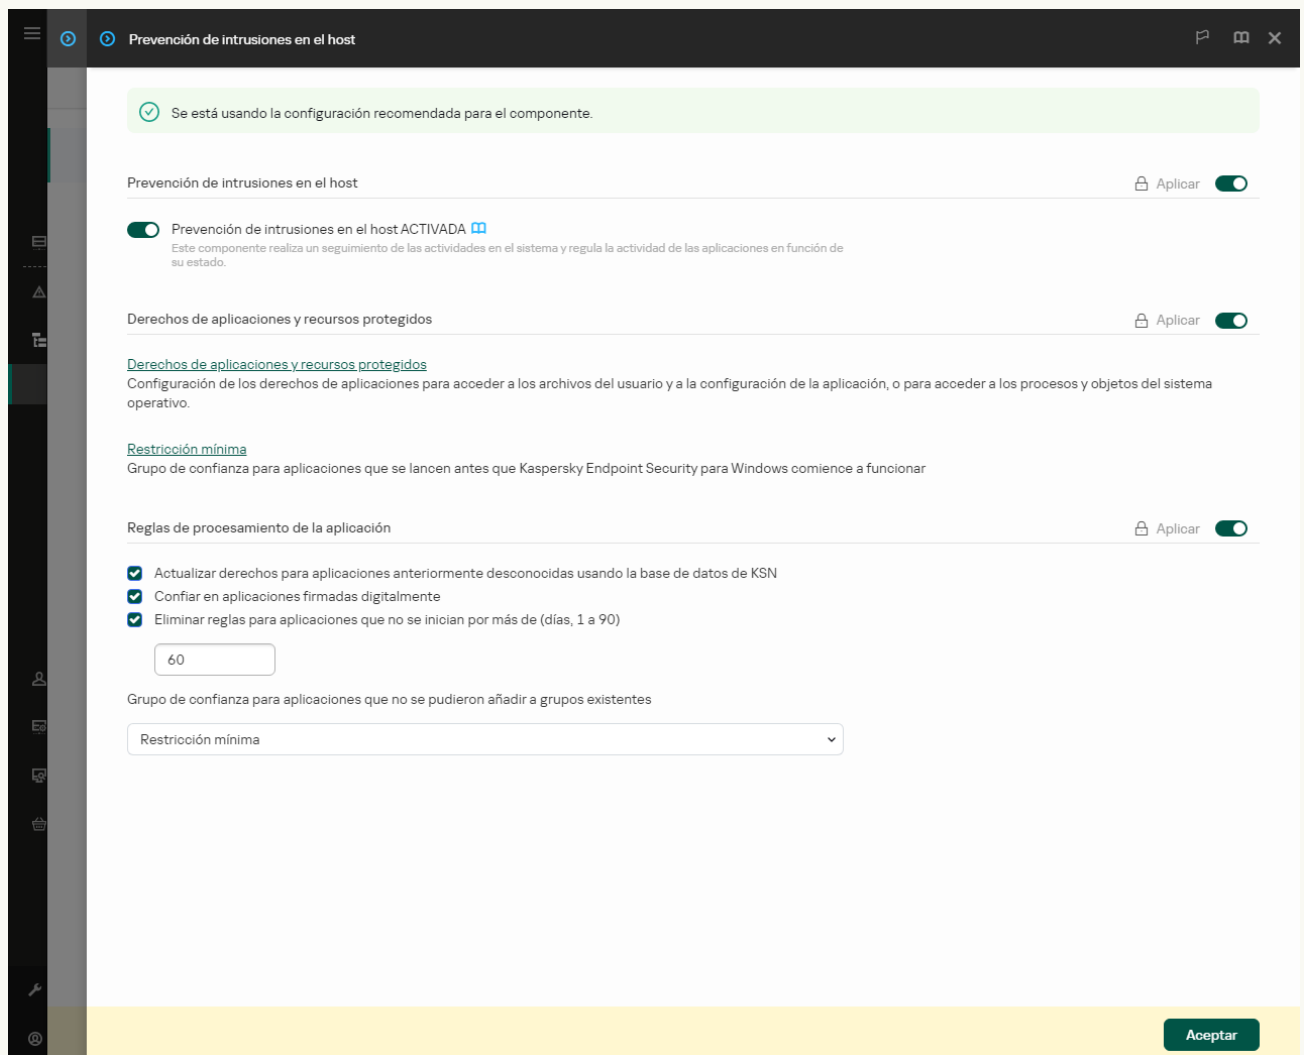 Prevención de intrusiones en el host
Se está usando la configuración recomendada para el componente.
Prevención de intrusiones en el host
Aplicar
Prevención de intrusiones en el host ACTIVADA
Este componente realiza un seguimiento de las actividades en el sistema y regula la actividad de las aplicaciones en función de
su estado.
Derechos de aplicaciones y recursos protegidos
Aplicar
Derechos de aplicaciones y recursos protegidos
Configuración de los derechos de aplicaciones para acceder a los archivos del usuario y a la configuración de la aplicación, o para acceder a los procesos y objetos del sistema
operativo.
Restricción mínima
Grupo de confianza para aplicaciones que se lancen antes que Kaspersky Endpoint Security para Windows comience a funcionar
Reglas de procesamiento de la aplicación
Aplicar
Actualizar derechos para aplicaciones anteriormente desconocidas usando la base de datos de KSN
Confiar en aplicaciones firmadas digitalmente
Eliminar reglas para aplicaciones que no se inician por más de (días, 1 a 90)
60
Grupo de confianza para aplicaciones que no se pudieron añadir a grupos existentes
Restricción mínima
Aceptar